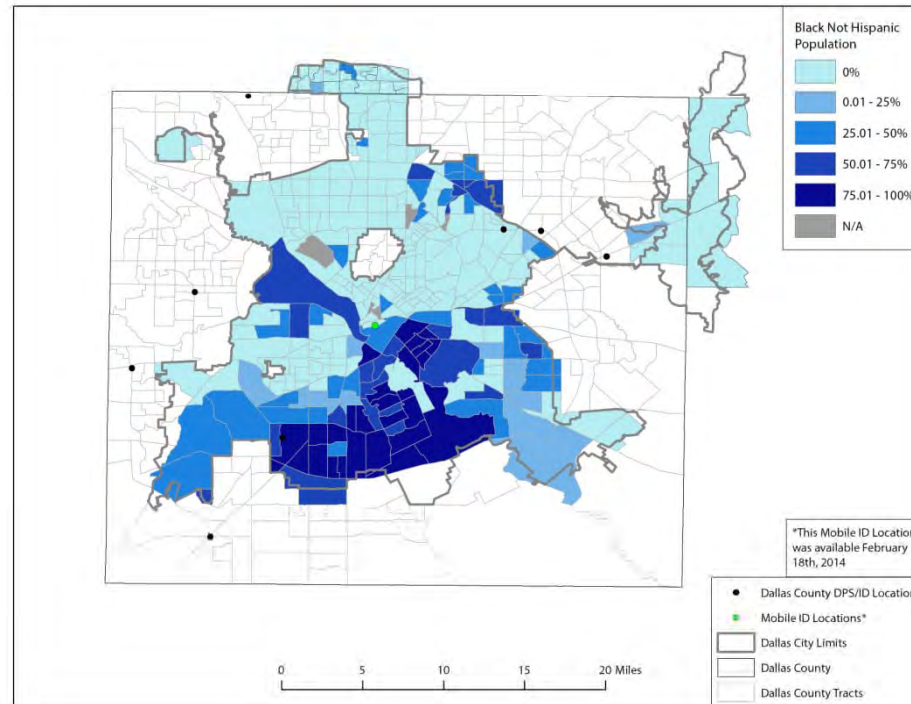 Black Not Hispanic
Population
0%
0.01 - 25%
25.01 - 50%
50.01 - 75%
75.01 - 100%
N/A
*This Mobile ID Location
was available February
18th, 2014
Dallas County DPS/ID Location
Mobile ID Locations*
Dallas City Limits
Dallas County
Dallas County Tracts
0 5 10 15 20 Miles